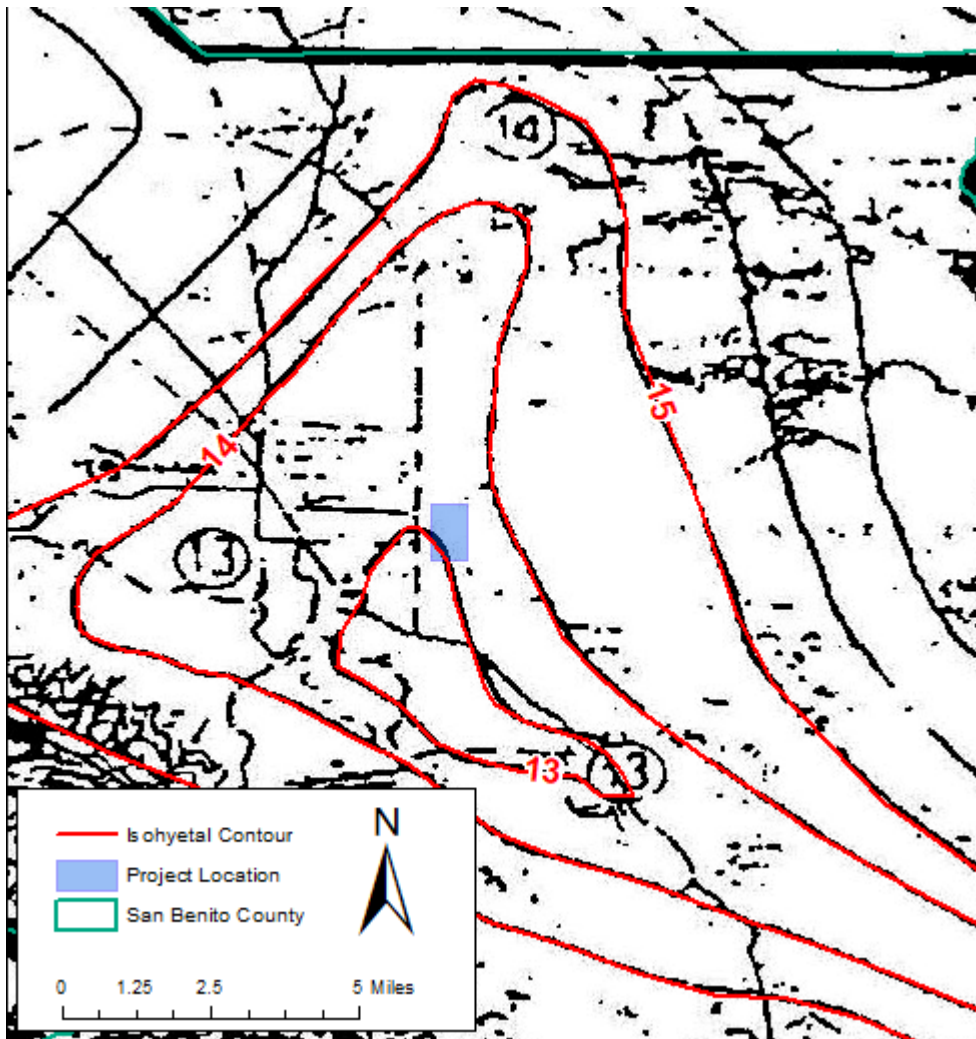 14
15
14
13
13
13
Isohyetal Contour
Project Location
San Benito County
N
0 1.25 2.5 5 Miles